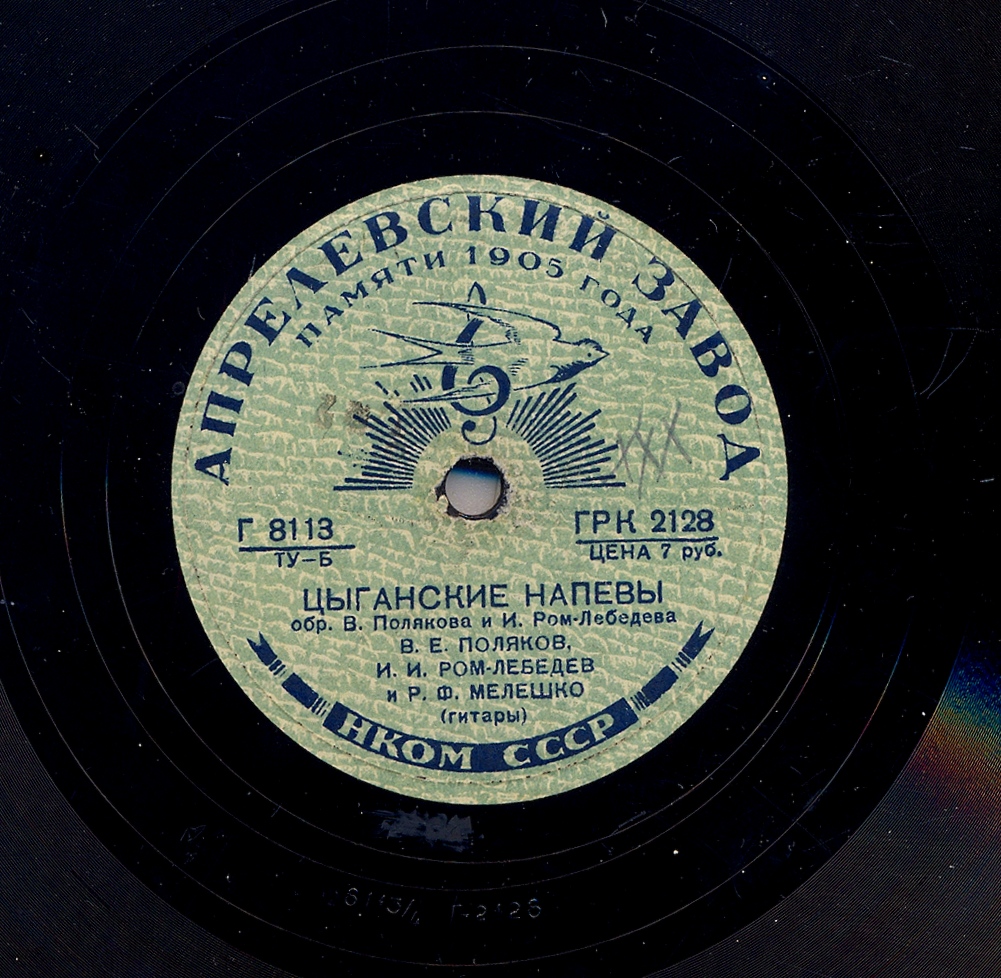 АПРЕЛЕВСКИЙ ЗАВОД
ПАМЯТИ 1905 ГОДА
XXX
Г 8113
ТУ–Б
ГРК 2128
ЦЕНА 7 руб.
ЦЫГАНСКИЕ НАПЕВЫ
обр. В. Полякова и И. Ром-Лебедева
В. Е. ПОЛЯКОВ,
И. И. РОМ-ЛЕБЕДЕВ
и Р. Ф. МЕЛЕШКО
(гитары)
НКОМ СССР